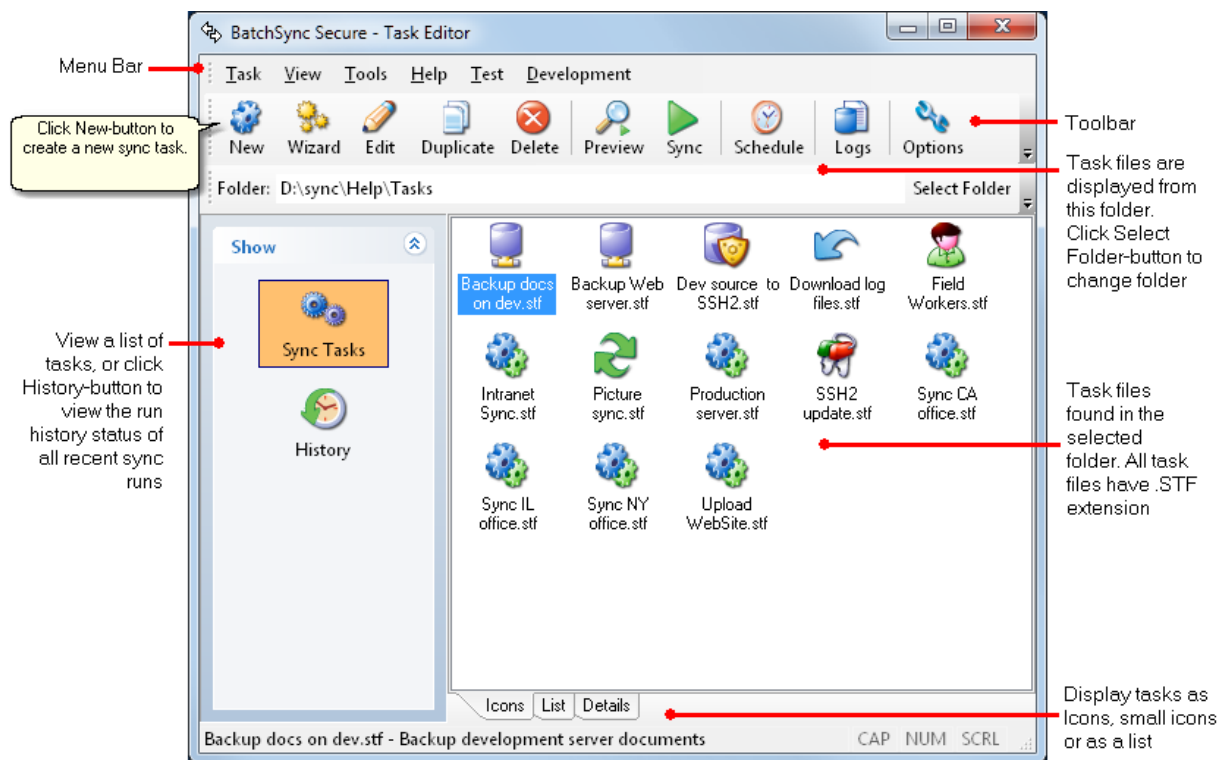 BatchSync Secure - Task Editor
Menu Bar
Task View Tools Help Test Development
Click New-button to
create a new sync task.
New Wizard Edit Duplicate Delete Preview Sync Schedule Logs Options
Toolbar
Folder: D:\sync\Help\Tasks Select Folder
Task files are
displayed from
this folder.
Click Select
Folder-button to
change folder
Show
Sync Tasks
History
View a list of
tasks, or click
History-button to
view the run
history status of
all recent sync
runs
Backup docs
on dev.stf
Backup Web
server.stf
Dev source to
SSH2.stf
Download log
files.stf
Field
Workers.stf
Intranet
Sync.stf
Picture
sync.stf
Production
server.stf
SSH2
update.stf
Sync CA
office.stf
Sync IL
office.stf
Sync NY
office.stf
Upload
WebSite.stf
Task files
found in the
selected
folder. All task
files have .STF
extension
Icons List Details
Display tasks as
Icons, small icons
or as a list
Backup docs on dev.stf - Backup development server documents CAP NUM SCRL